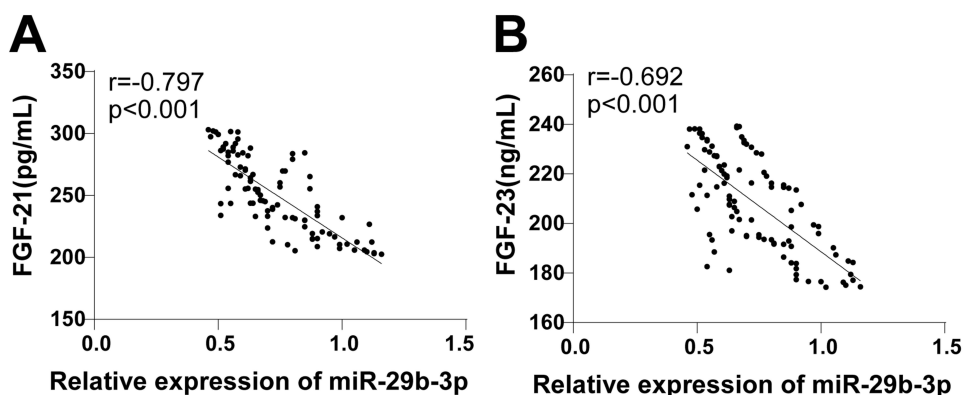 A
r=-0.797
p<0.001
FGF-21(pg/mL)
350
300
250
200
150
0.0 0.5 1.0 1.5
Relative expression of miR-29b-3p
B
r=-0.692
p<0.001
FGF-23(ng/mL)
260
240
220
200
180
160
0.0 0.5 1.0 1.5
Relative expression of miR-29b-3p